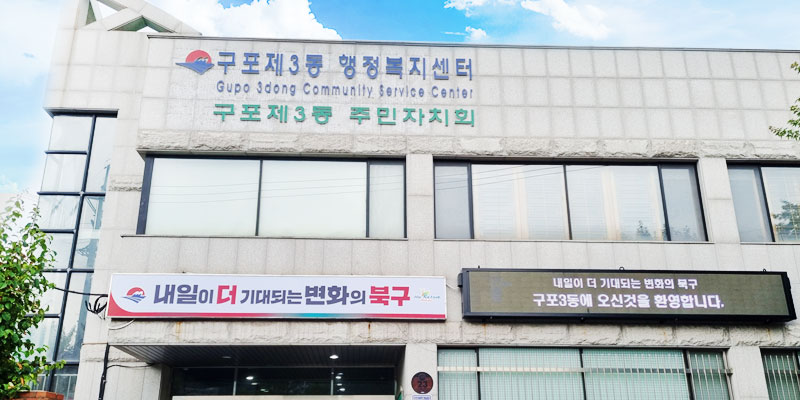 구포제3동 행정복지센터
Gupo 3dong Community Service Center
구포제3동 주민자치회
내일이 더 기대되는 변화의 북구
내일이 더 기대되는 변화의 북구
구포3동에 오신것을 환영합니다.
23